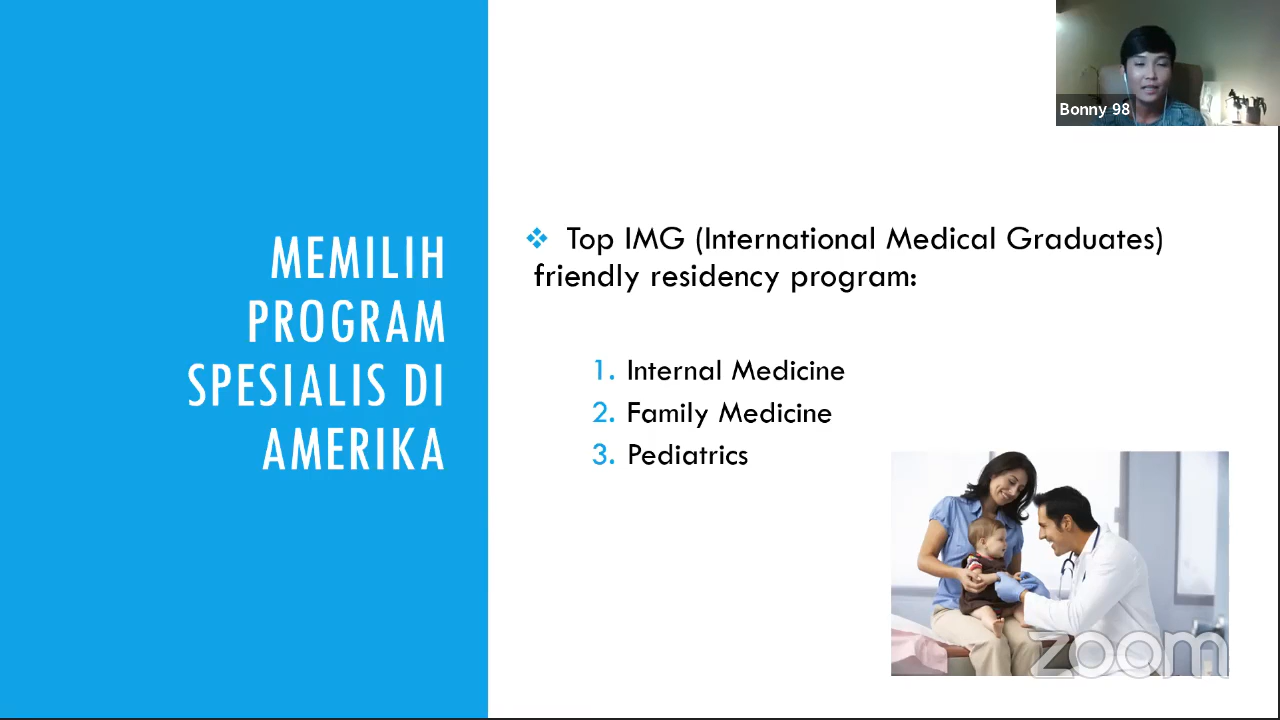 Bonny 98
MEMILIH
PROGRAM
SPESIALIS DI
AMERIKA
❖ Top IMG (International Medical Graduates)
friendly residency program:
1. Internal Medicine
2. Family Medicine
3. Pediatrics
zoom